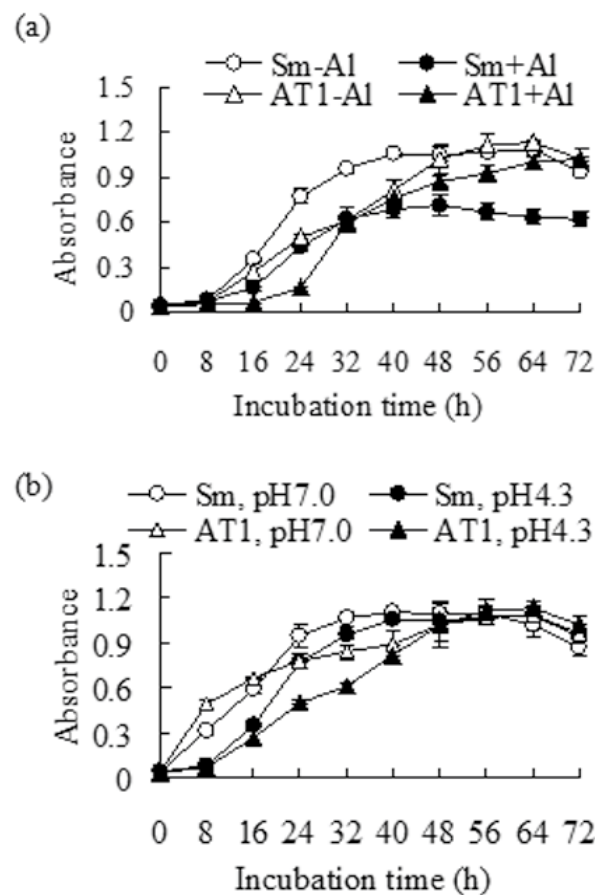 (a)
Sm-Al Sm+Al
AT1-Al AT1+Al
1.5
1.2
0.9
0.6
0.3
0
Absorbance
0 8 16 24 32 40 48 56 64 72
Incubation time (h)
(b)
Sm, pH7.0 Sm, pH4.3
AT1, pH7.0 AT1, pH4.3
1.5
1.2
0.9
0.6
0.3
0
Absorbance
0 8 16 24 32 40 48 56 64 72
Incubation time (h)